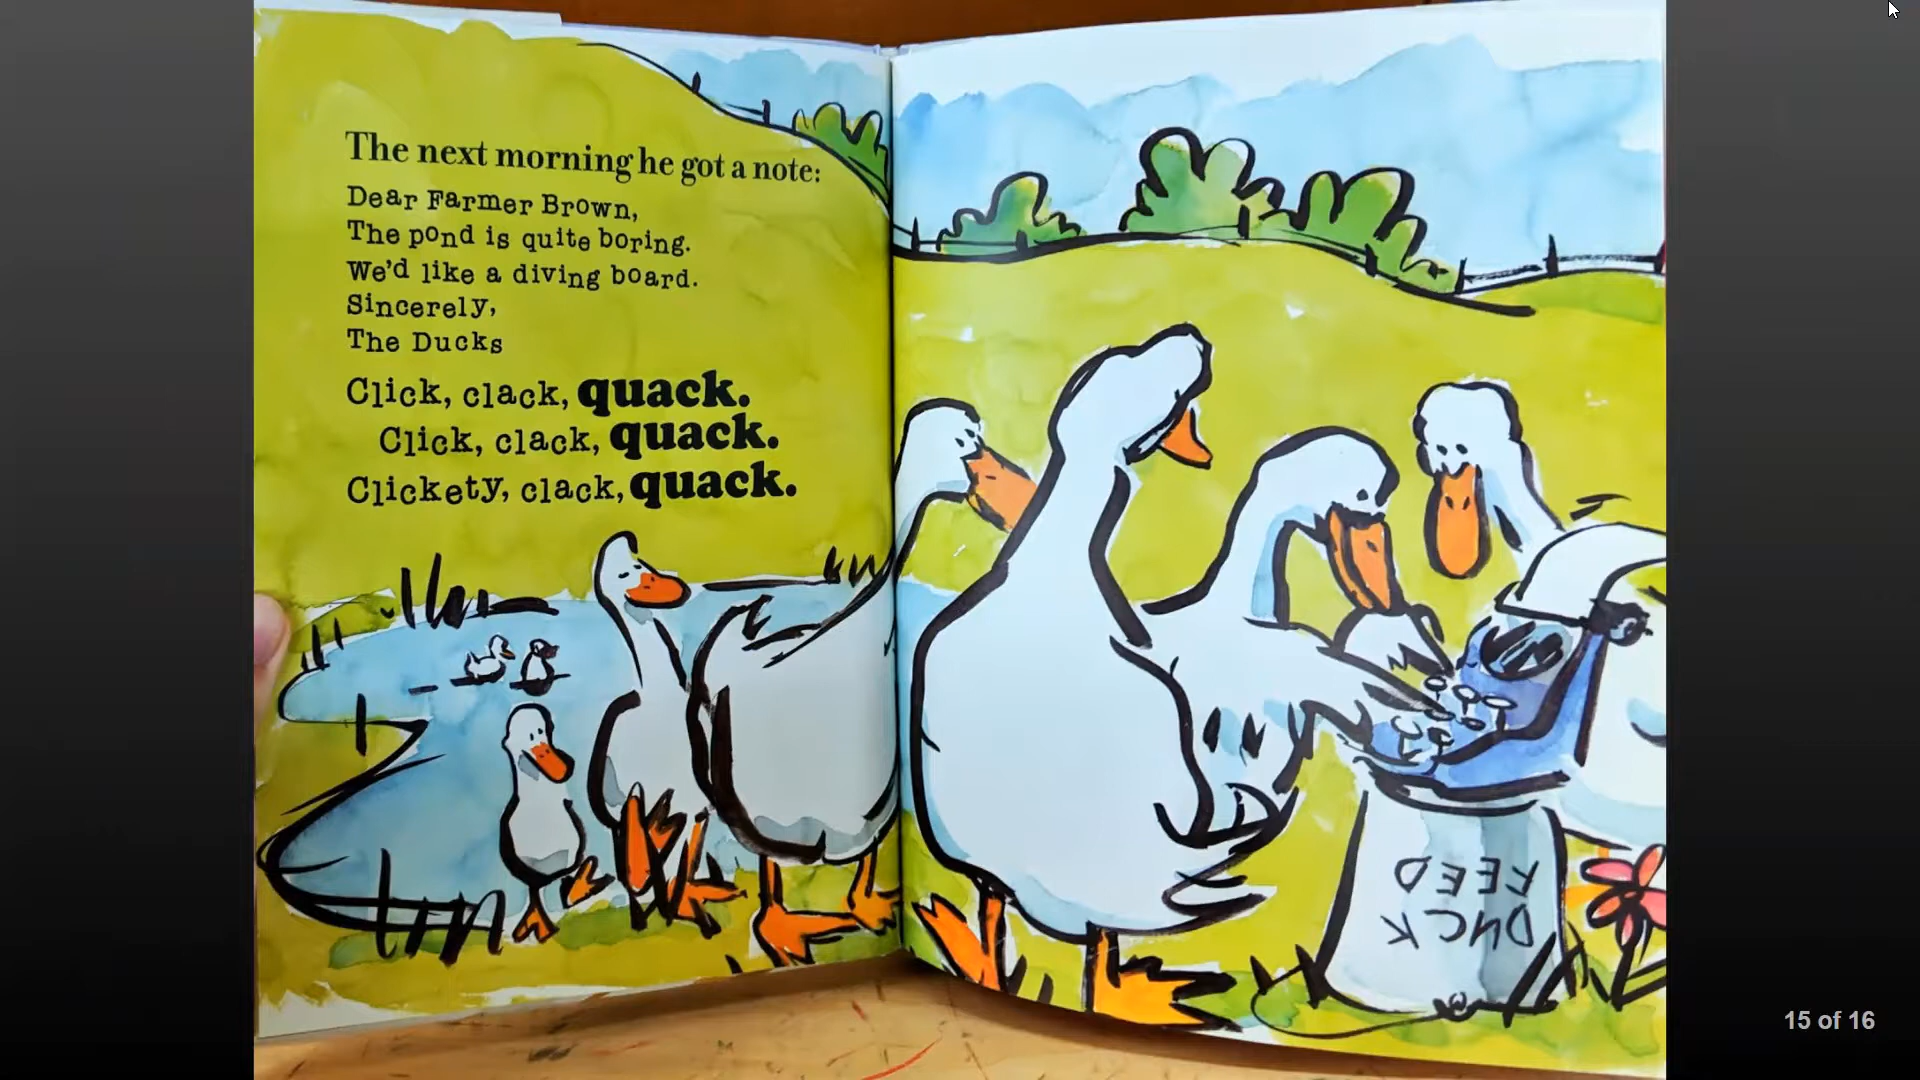 The next morning he got a note:
Dear Farmer Brown,
The pond is quite boring.
We'd like a diving board.
Sincerely,
The Ducks
Click, clack, quack.
Click, clack, quack.
Clickety, clack, quack.
DUCK
FEED
15 of 16